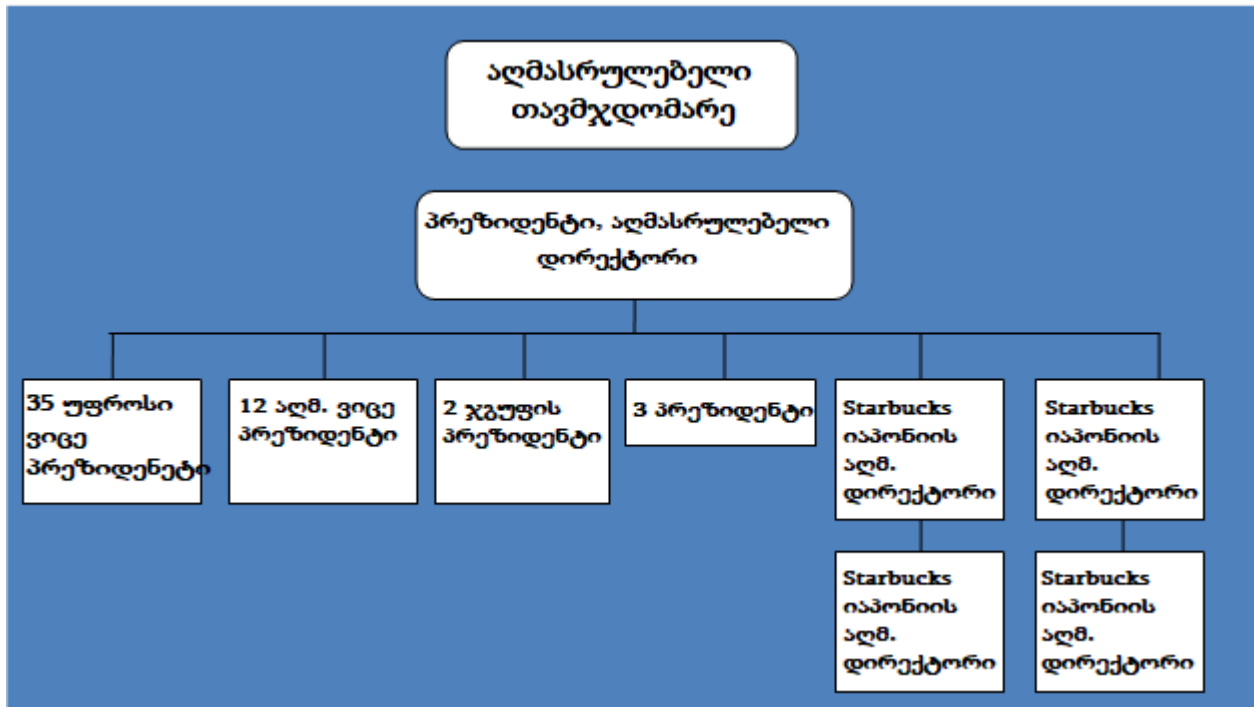 აღმასრულებელი
თავმჯდომარე
პრეზიდენტი, აღმასრულებელი
დირექტორი
35 უფროსი
ვიცე
პრეზიდენეტი
12 აღმ. ვიცე
პრეზიდენტი
2 ჯგუფის
პრეზიდენტი
3 პრეზიდენტი
Starbucks
იაპონიის
აღმ.
დირექტორი
Starbucks
იაპონიის
აღმ.
დირექტორი
Starbucks
იაპონიის
აღმ.
დირექტორი
Starbucks
იაპონიის
აღმ.
დირექტორი